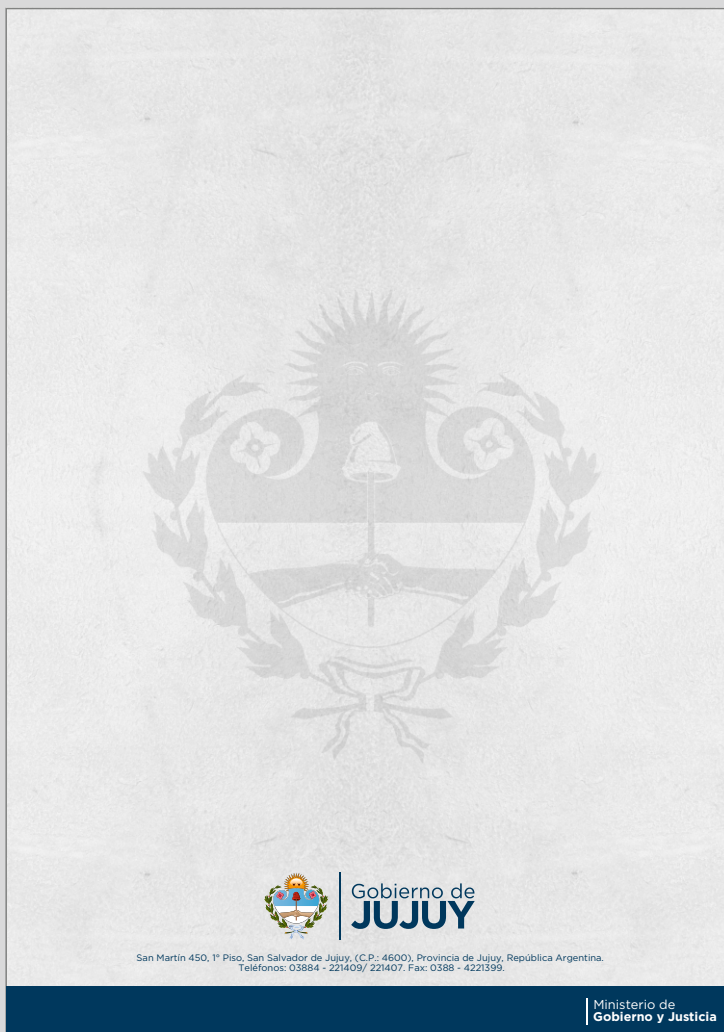 Gobierno de
JUJUY
San Martín 450, 1° Piso, San Salvador de Jujuy, (C.P.: 4600), Provincia de Jujuy, República Argentina.
Teléfonos: 03884 - 221409/ 221407. Fax: 0388 - 4221399.
Ministerio de
Gobierno y Justicia